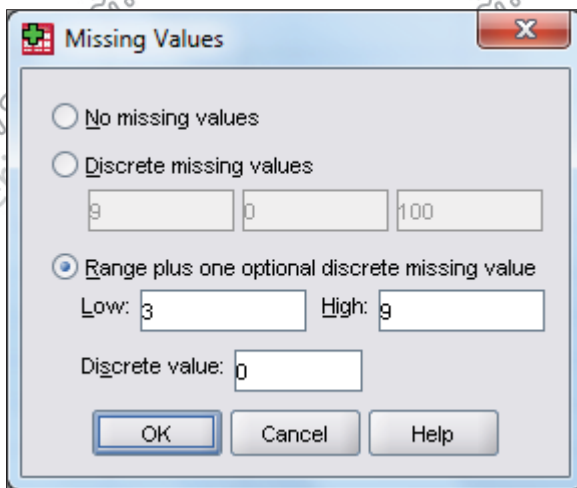 Missing Values
No missing values
Discrete missing values
9 0 100
Range plus one optional discrete missing value
Low: 3 High: 9
Discrete value: 0
OK Cancel Help